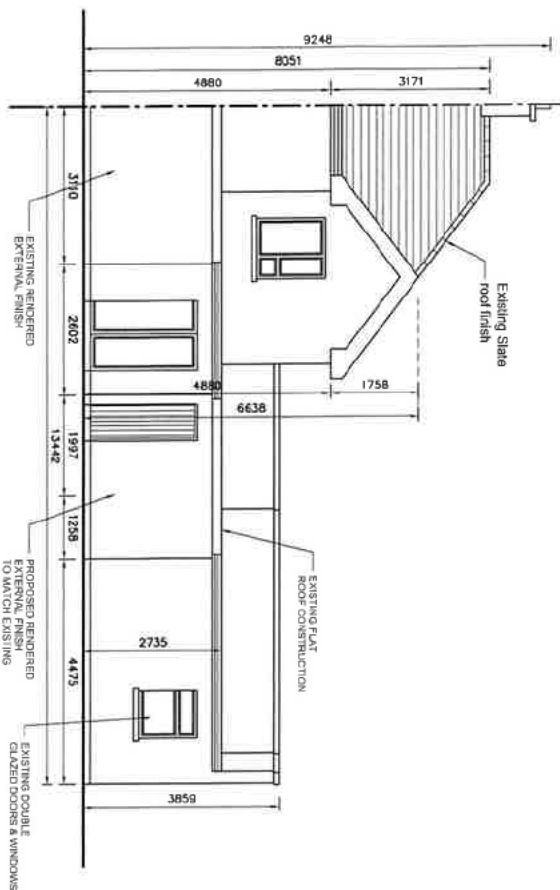 9248
8051
4880
3171
3110
2602
1997
1258
4475
13442
4880
1758
6638
2735
3859
Existing Slate
roof finish
EXISTING RENDERED
EXTERNAL FINISH
EXISTING FLAT
ROOF CONSTRUCTION
PROPOSED RENDERED
EXTERNAL FINISH
TO MATCH EXISTING
EXISTING DOUBLE
GLAZED DOORS & WINDOWS